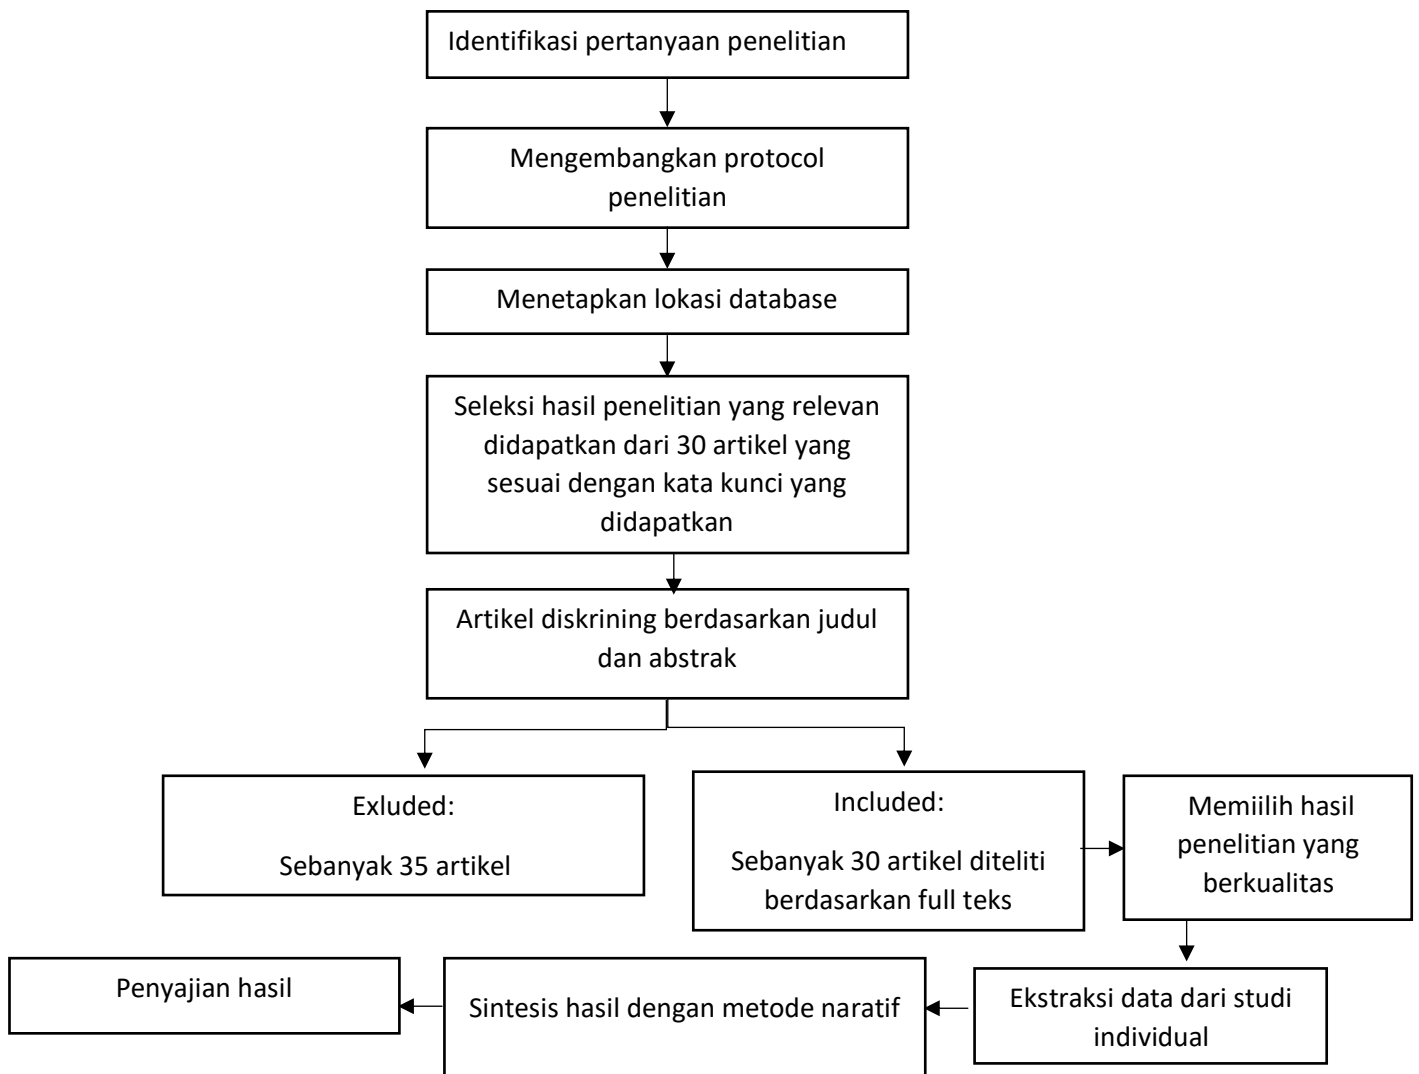 Identifikasi pertanyaan penelitian
Mengembangkan protocol
penelitian
Menetapkan lokasi database
Seleksi hasil penelitian yang relevan
didapatkan dari 30 artikel yang
sesuai dengan kata kunci yang
didapatkan
Artikel diskrining berdasarkan judul
dan abstrak
Exluded:
Sebanyak 35 artikel
Included:
Sebanyak 30 artikel diteliti
berdasarkan full teks
Memiilih hasil
penelitian yang
berkualitas
Ekstraksi data dari studi
individual
Sintesis hasil dengan metode naratif
Penyajian hasil